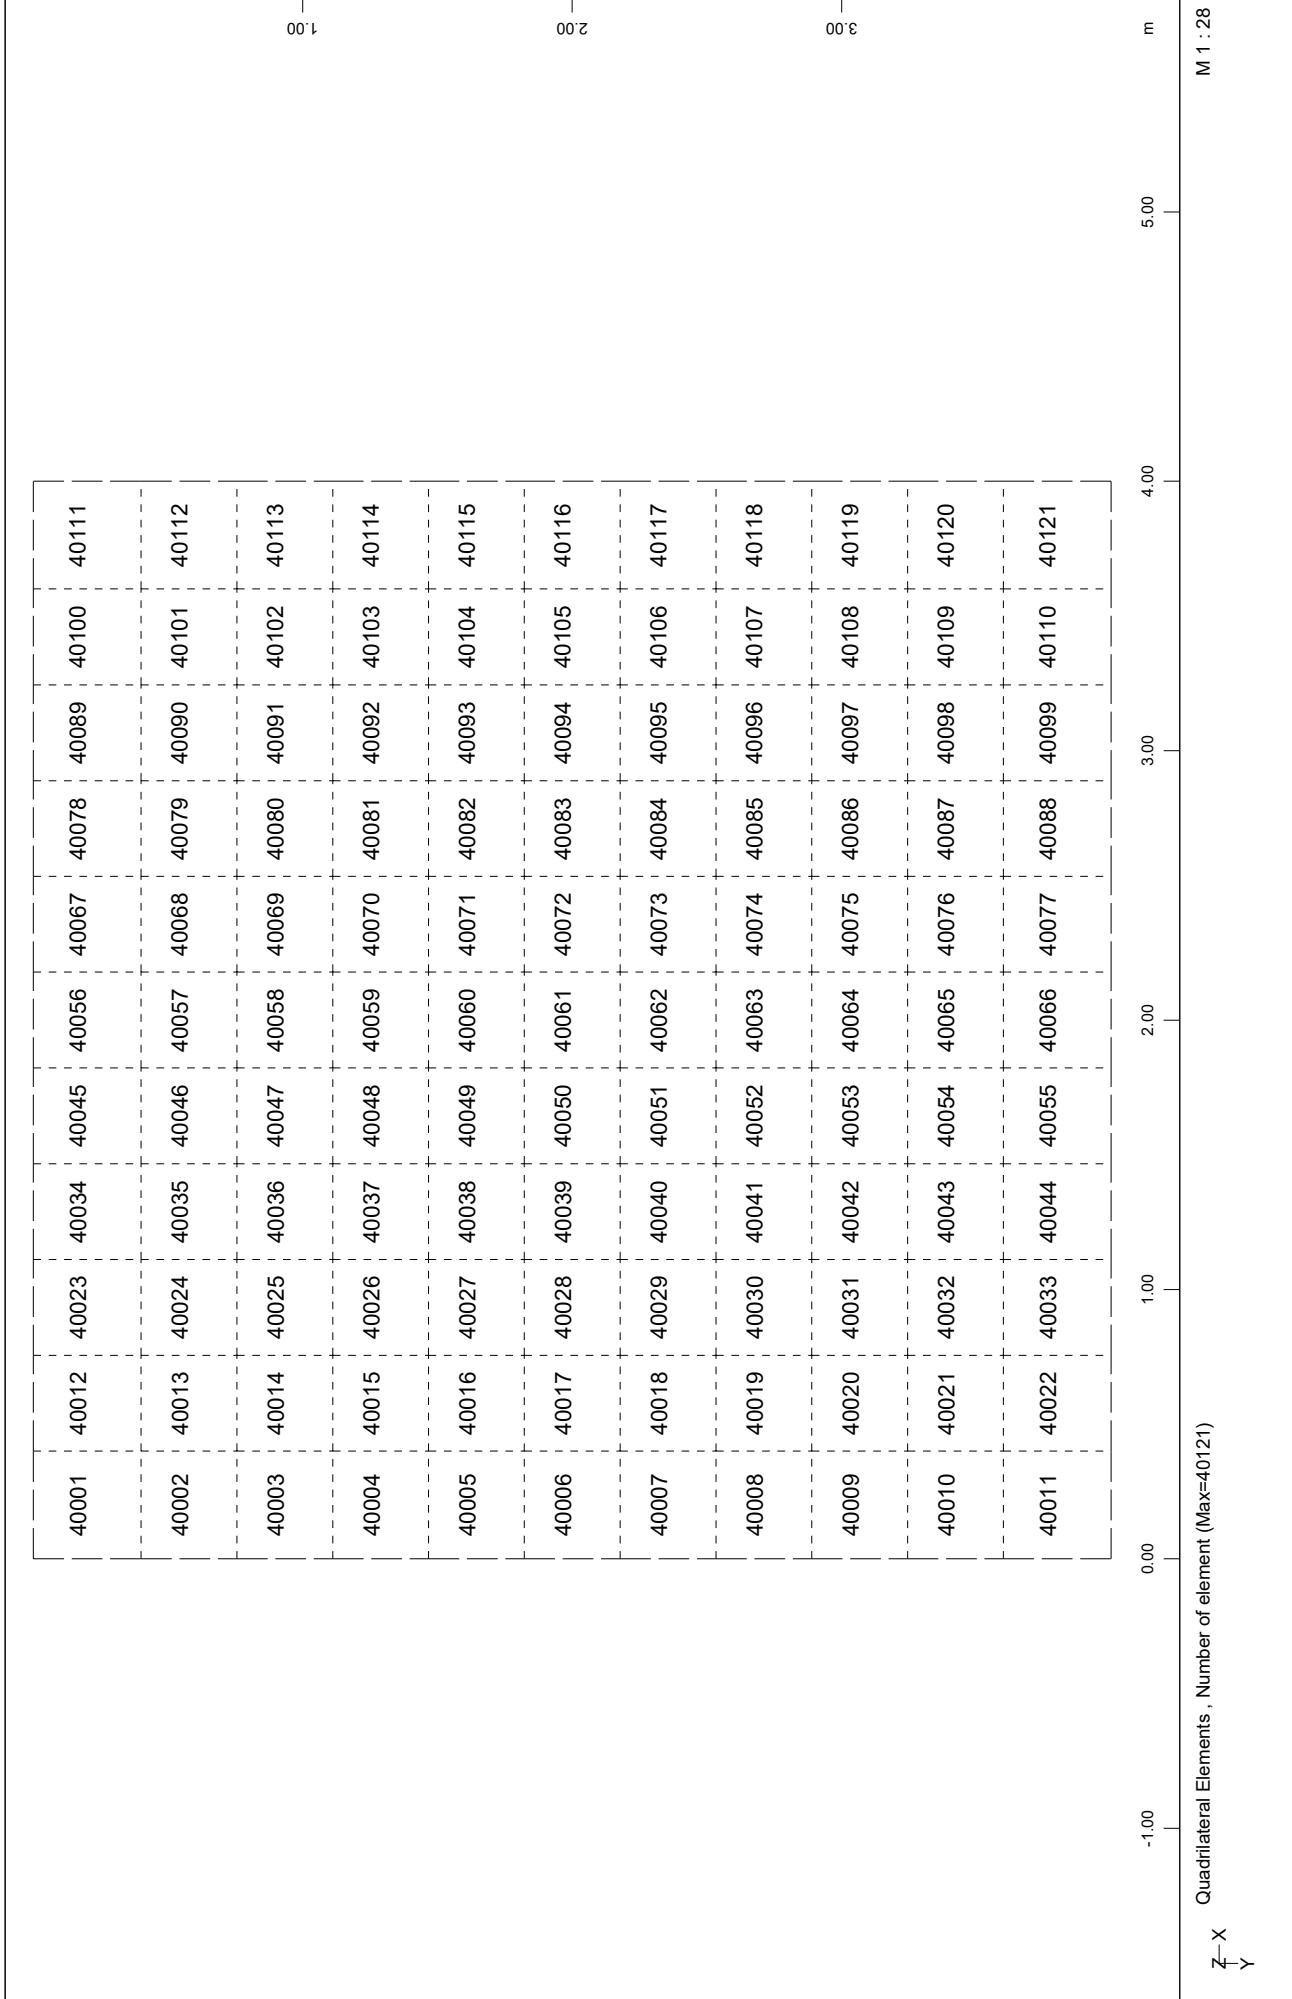 40001 40012 40023 40034 40045 40056 40067 40078 40089 40100 40111
40002 40013 40024 40035 40046 40057 40068 40079 40090 40101 40112
40003 40014 40025 40036 40047 40058 40069 40080 40091 40102 40113
1.00
40004 40015 40026 40037 40048 40059 40070 40081 40092 40103 40114
40005 40016 40027 40038 40049 40060 40071 40082 40093 40104 40115
40006 40017 40028 40039 40050 40061 40072 40083 40094 40105 40116
2.00
40007 40018 40029 40040 40051 40062 40073 40084 40095 40106 40117
40008 40019 40030 40041 40052 40063 40074 40085 40096 40107 40118
3.00
40009 40020 40031 40042 40053 40064 40075 40086 40097 40108 40119
40010 40021 40032 40043 40054 40065 40076 40087 40098 40109 40120
40011 40022 40033 40044 40055 40066 40077 40088 40099 40110 40121
-1.00 0.00 1.00 2.00 3.00 4.00 5.00 m
Quadrilateral Elements , Number of element (Max=40121) M 1 : 28
Z X
Y